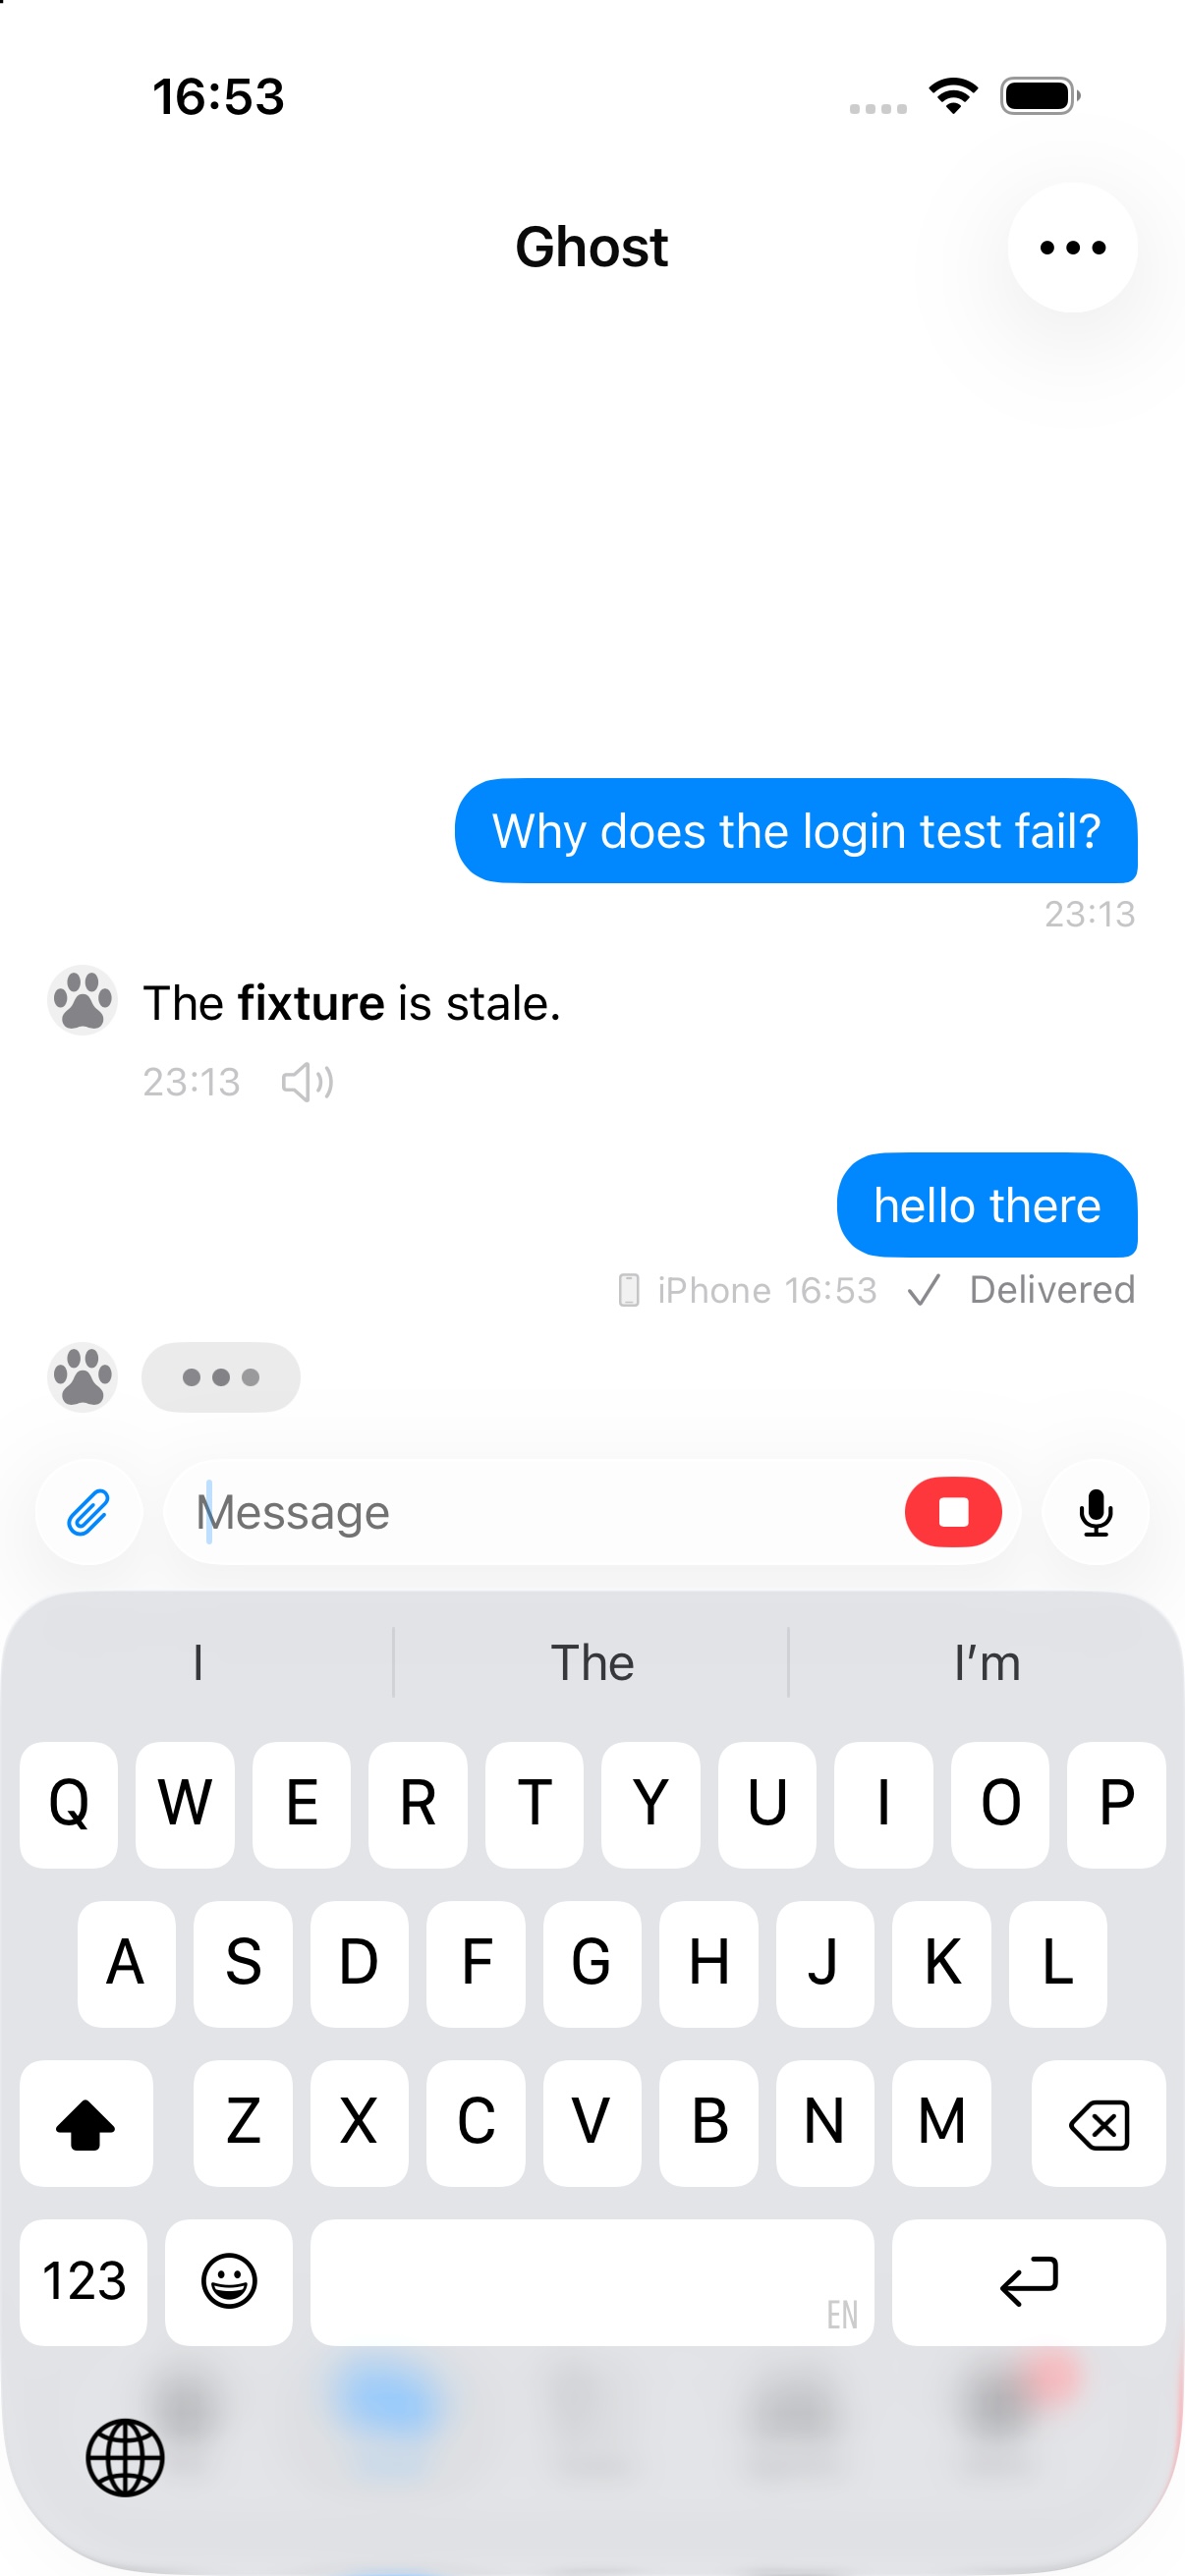 16:53
Ghost
Why does the login test fail?
23:13
The fixture is stale.
23:13
hello there
iPhone 16:53 Delivered
Message
I The I’m
Q W E R T Y U I O P
A S D F G H J K L
Z X C V B N M
123
EN